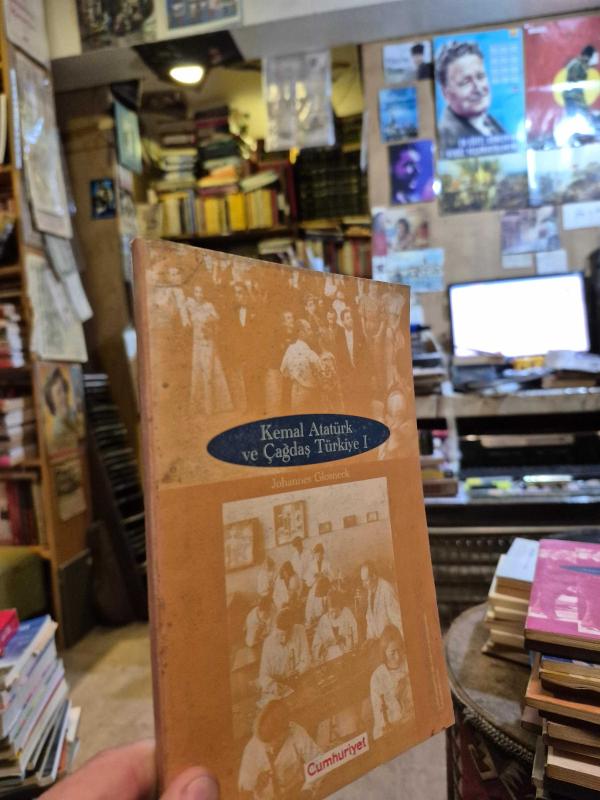 Kemal Atatürk
ve Çağdaş Türkiye I
Johannes Glasneck
Cumhuriyet